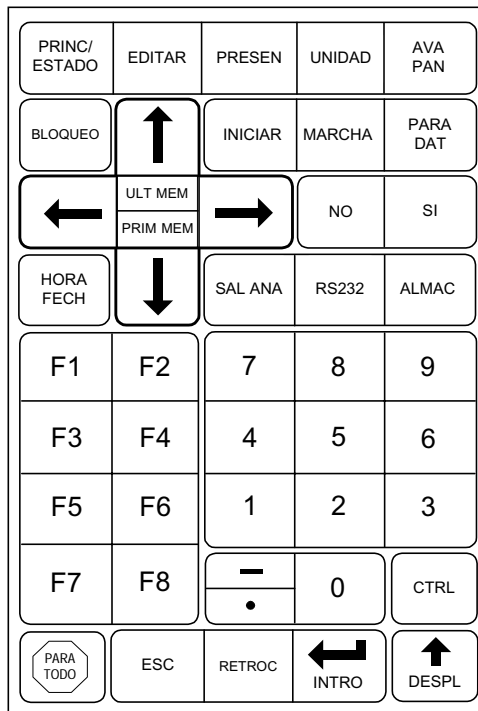 PRINC/
ESTADO
EDITAR
PRESEN
UNIDAD
AVA
PAN
BLOQUEO
INICIAR
MARCHA
PARA
DAT
ULT MEM
PRIM MEM
NO
SI
HORA
FECH
SAL ANA
RS232
ALMAC
F1
F2
7
8
9
F3
F4
4
5
6
F5
F6
1
2
3
F7
F8
0
CTRL
PARA
TODO
ESC
RETROC
INTRO
DESPL